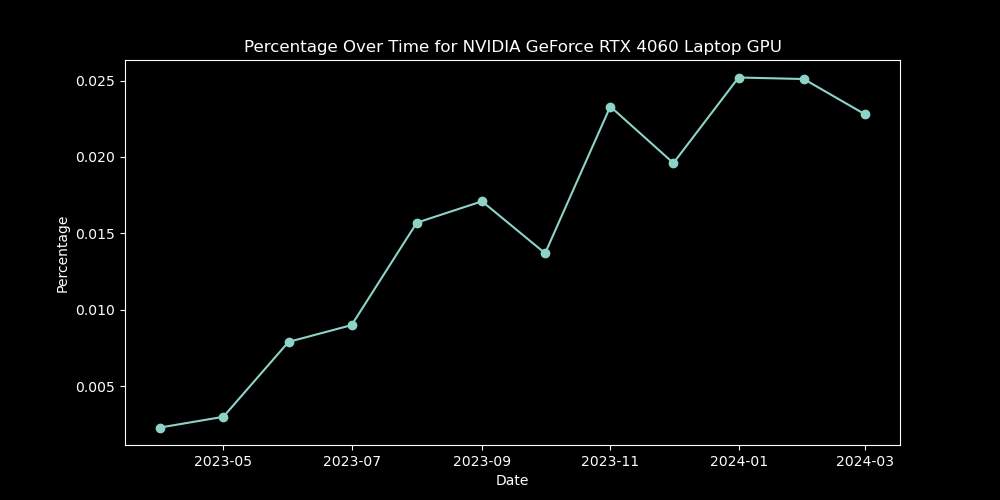 Percentage Over Time for NVIDIA GeForce RTX 4060 Laptop GPU
0.025
0.020
0.015
0.010
0.005
Percentage
2023-05 2023-07 2023-09 2023-11 2024-01 2024-03
Date